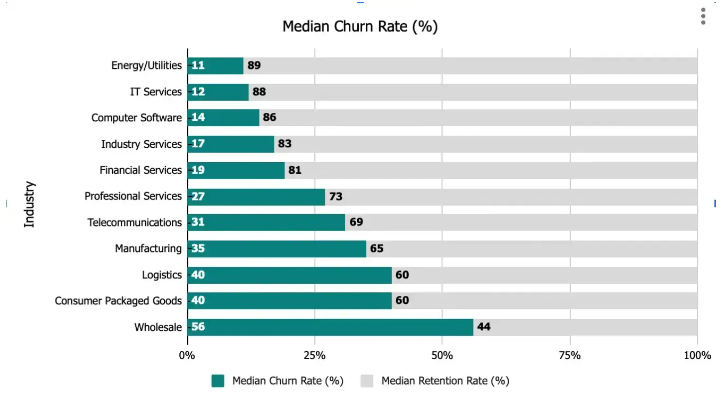 Median Churn Rate (%)
Industry
Energy/Utilities 11 89
IT Services 12 88
Computer Software 14 86
Industry Services 17 83
Financial Services 19 81
Professional Services 27 73
Telecommunications 31 69
Manufacturing 35 65
Logistics 40 60
Consumer Packaged Goods 40 60
Wholesale 56 44
0% 25% 50% 75% 100%
Median Churn Rate (%) Median Retention Rate (%)